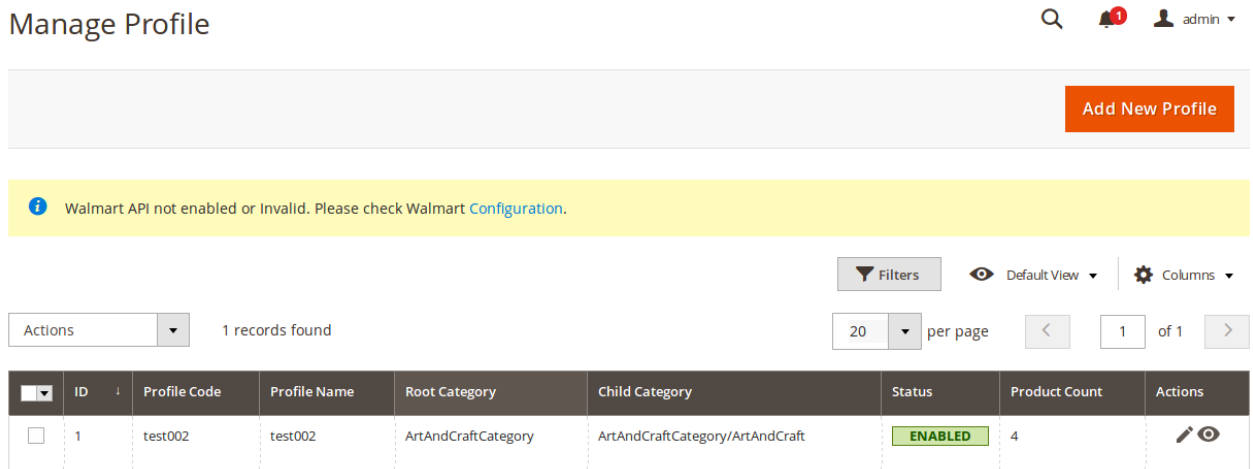 Manage Profile
1
admin
Add New Profile
Walmart API not enabled or Invalid. Please check Walmart Configuration.
Filters
Default View
Columns
Actions
1 records found
20
per page
1
of 1
ID ↓ Profile Code Profile Name Root Category Child Category Status Product Count Actions
1 test002 test002 ArtAndCraftCategory ArtAndCraftCategory/ArtAndCraft ENABLED 4